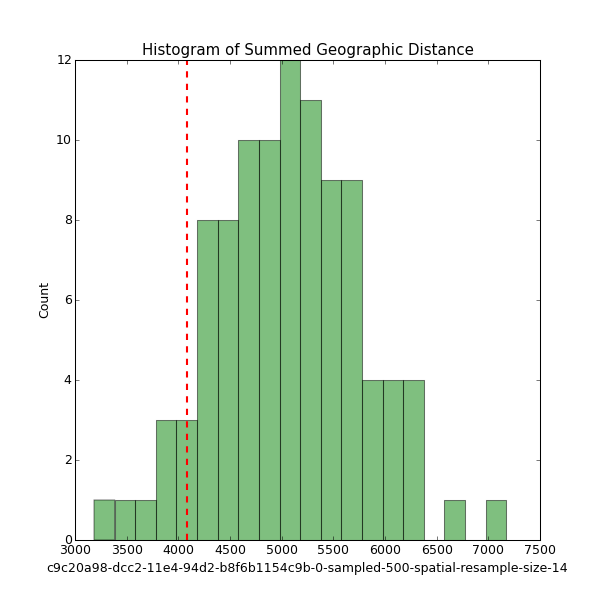 Histogram of Summed Geographic Distance
12
10
8
6
4
2
0
Count
3000 3500 4000 4500 5000 5500 6000 6500 7000 7500
c9c20a98-dcc2-11e4-94d2-b8f6b1154c9b-0-sampled-500-spatial-resample-size-14